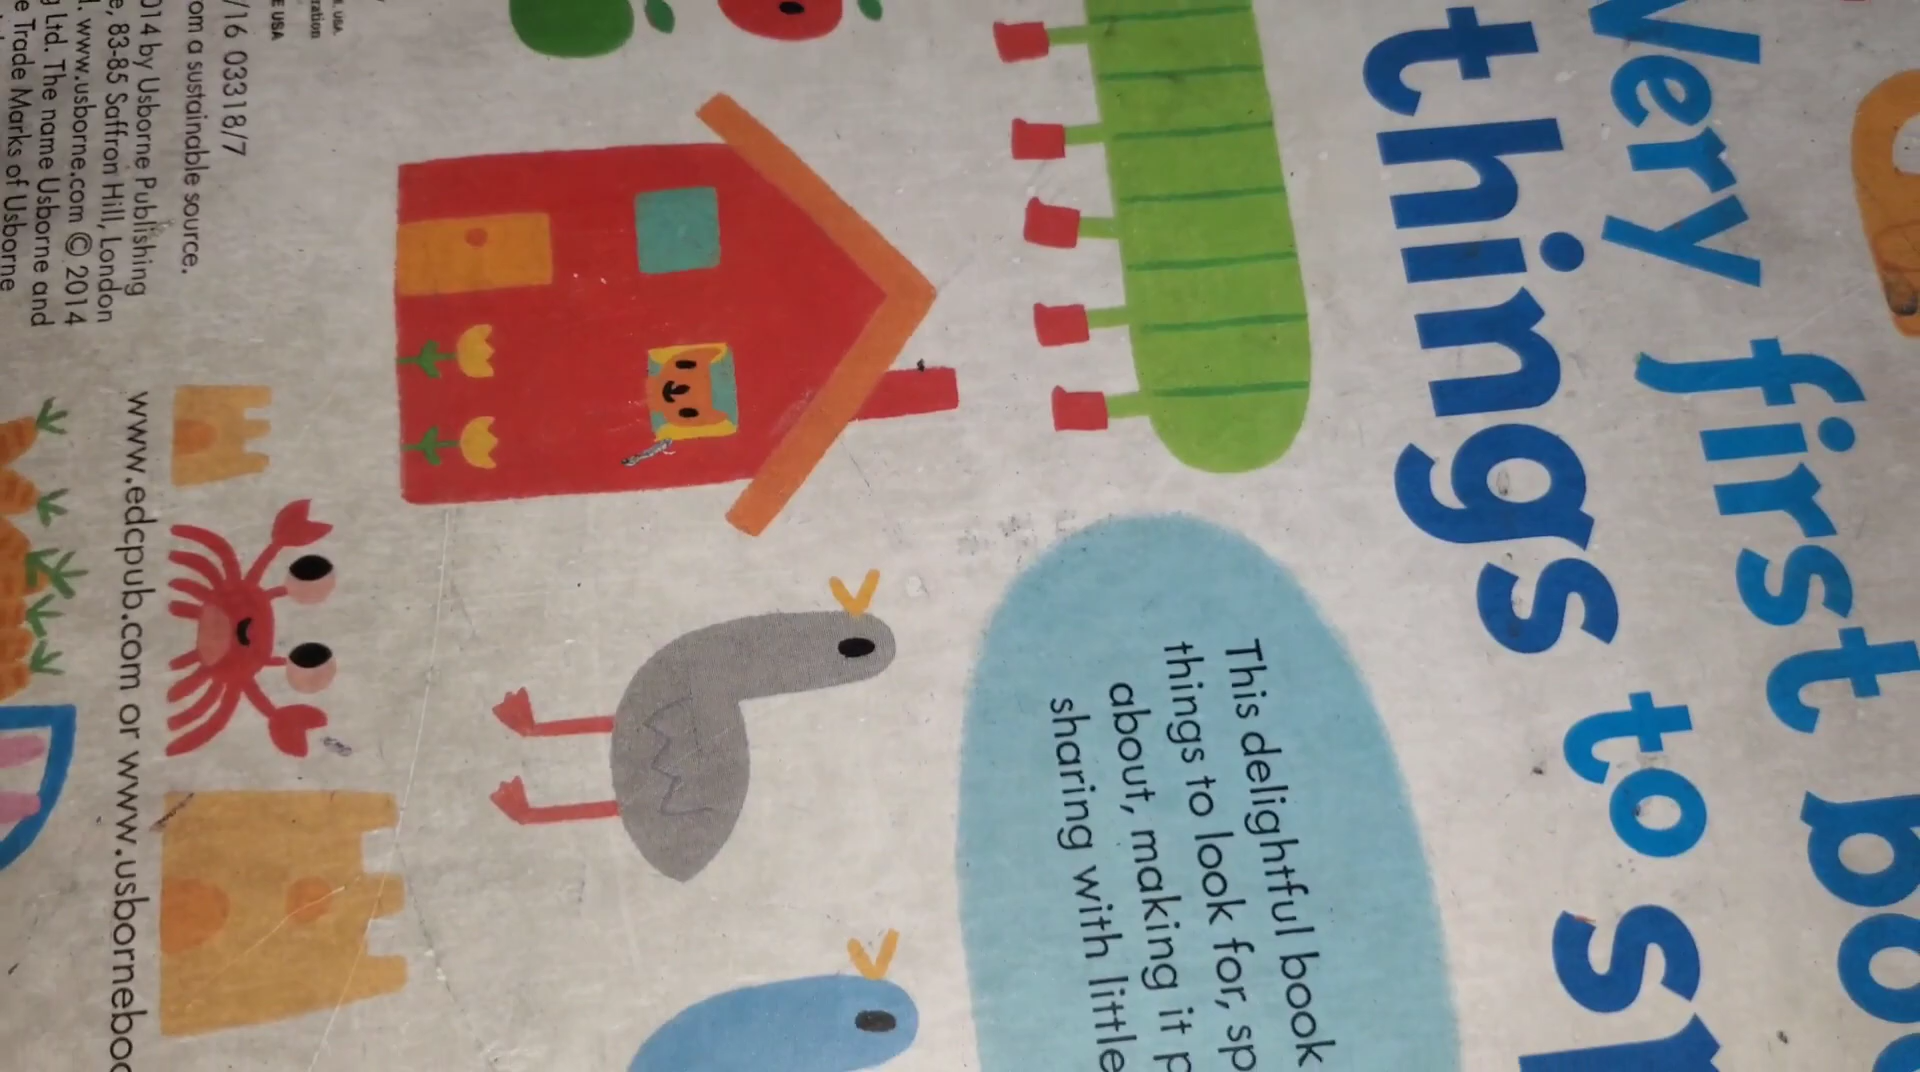 Very first boo
things to sp
This delightful book
things to look for, sp
about, making it p
sharing with little
/16 03318/7
om a sustainable source.
014 by Usborne Publishing
e, 83-85 Saffron Hill, London
www.usborne.com © 2014
g Ltd. The name Usborne and
e Trade Marks of Usborne
www.edcpub.com or www.usborneboo